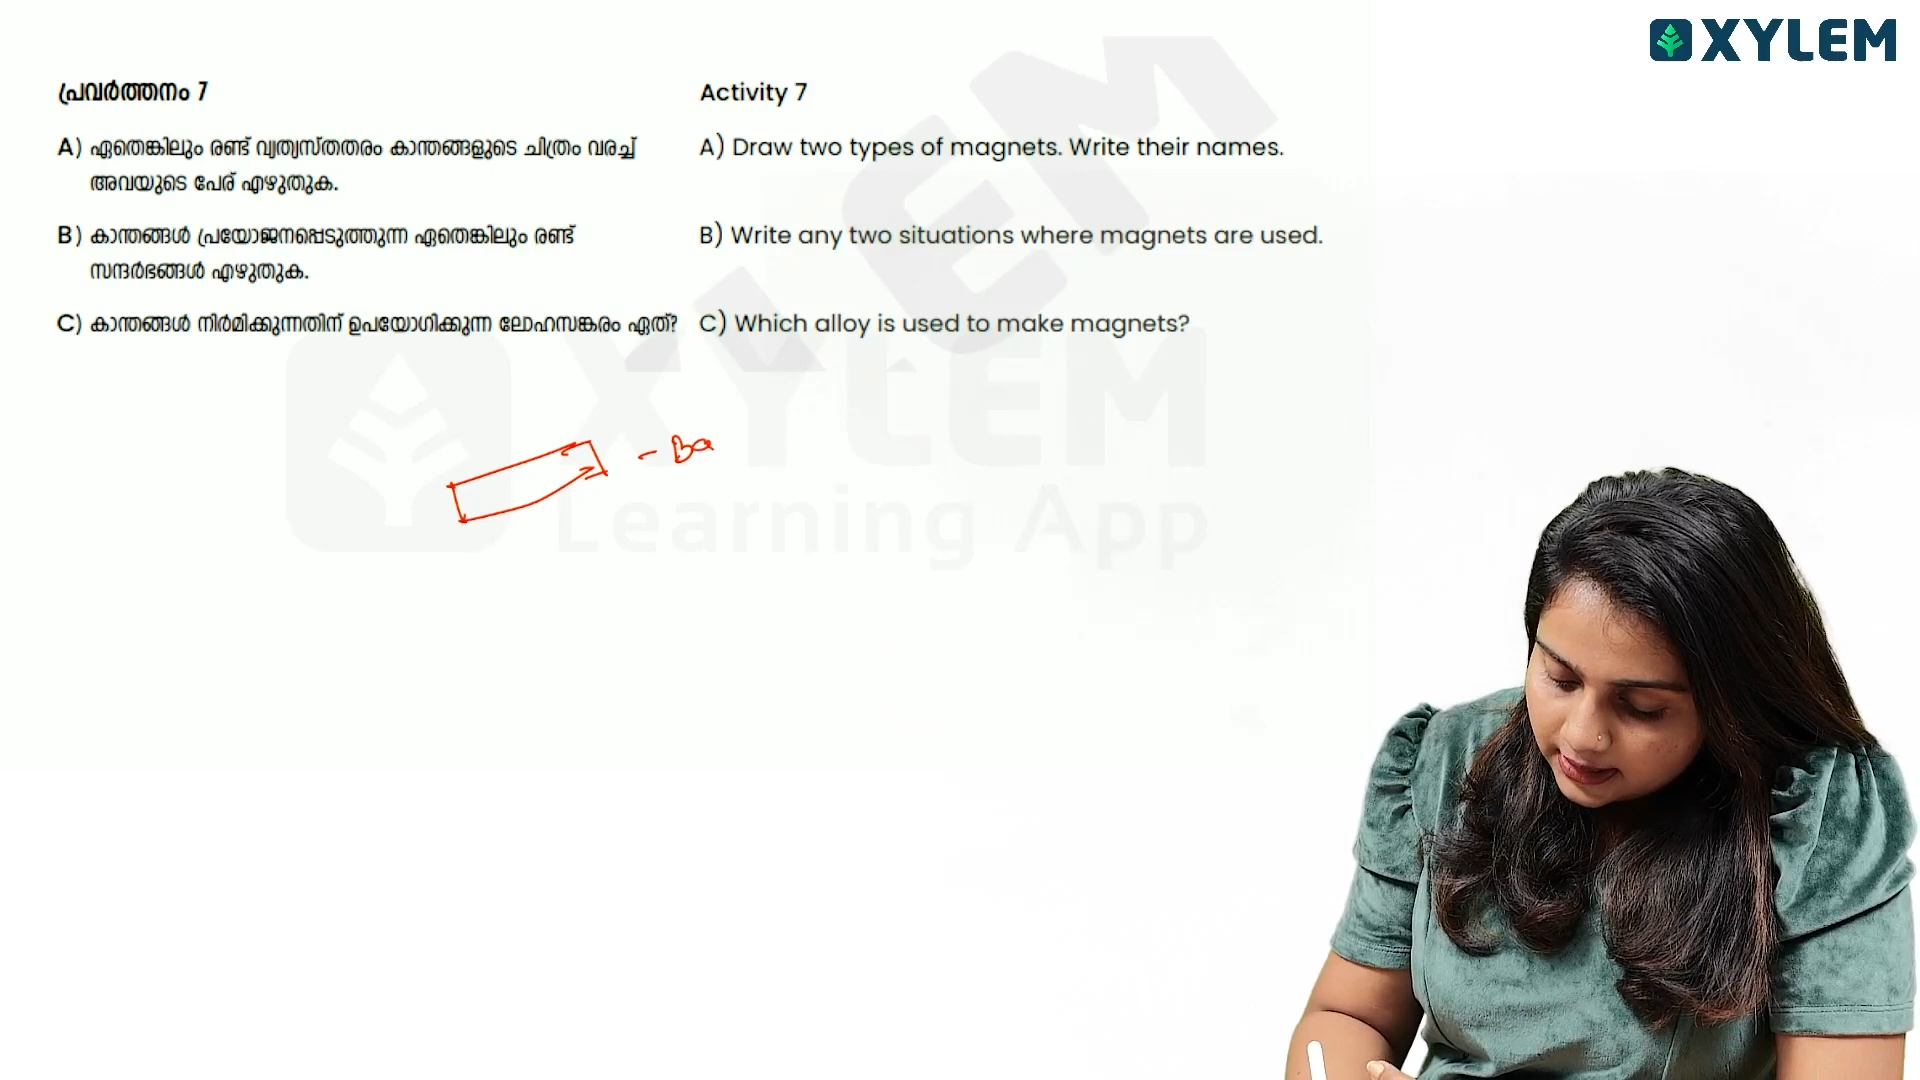 XYLEM
പ്രവർത്തനം 7
A) ഏതെങ്കിലും രണ്ട് വ്യത്യസ്തതരം കാന്തങ്ങളുടെ ചിത്രം വരച്ച്
അവയുടെ പേര് എഴുതുക.
B) കാന്തങ്ങൾ പ്രയോജനപ്പെടുത്തുന്ന ഏതെങ്കിലും രണ്ട്
സന്ദർഭങ്ങൾ എഴുതുക.
C) കാന്തങ്ങൾ നിർമിക്കുന്നതിന് ഉപയോഗിക്കുന്ന ലോഹസങ്കരം ഏത്?
Activity 7
A) Draw two types of magnets. Write their names.
B) Write any two situations where magnets are used.
C) Which alloy is used to make magnets?
- Ba
XYLEM
XYLEM
Learning App